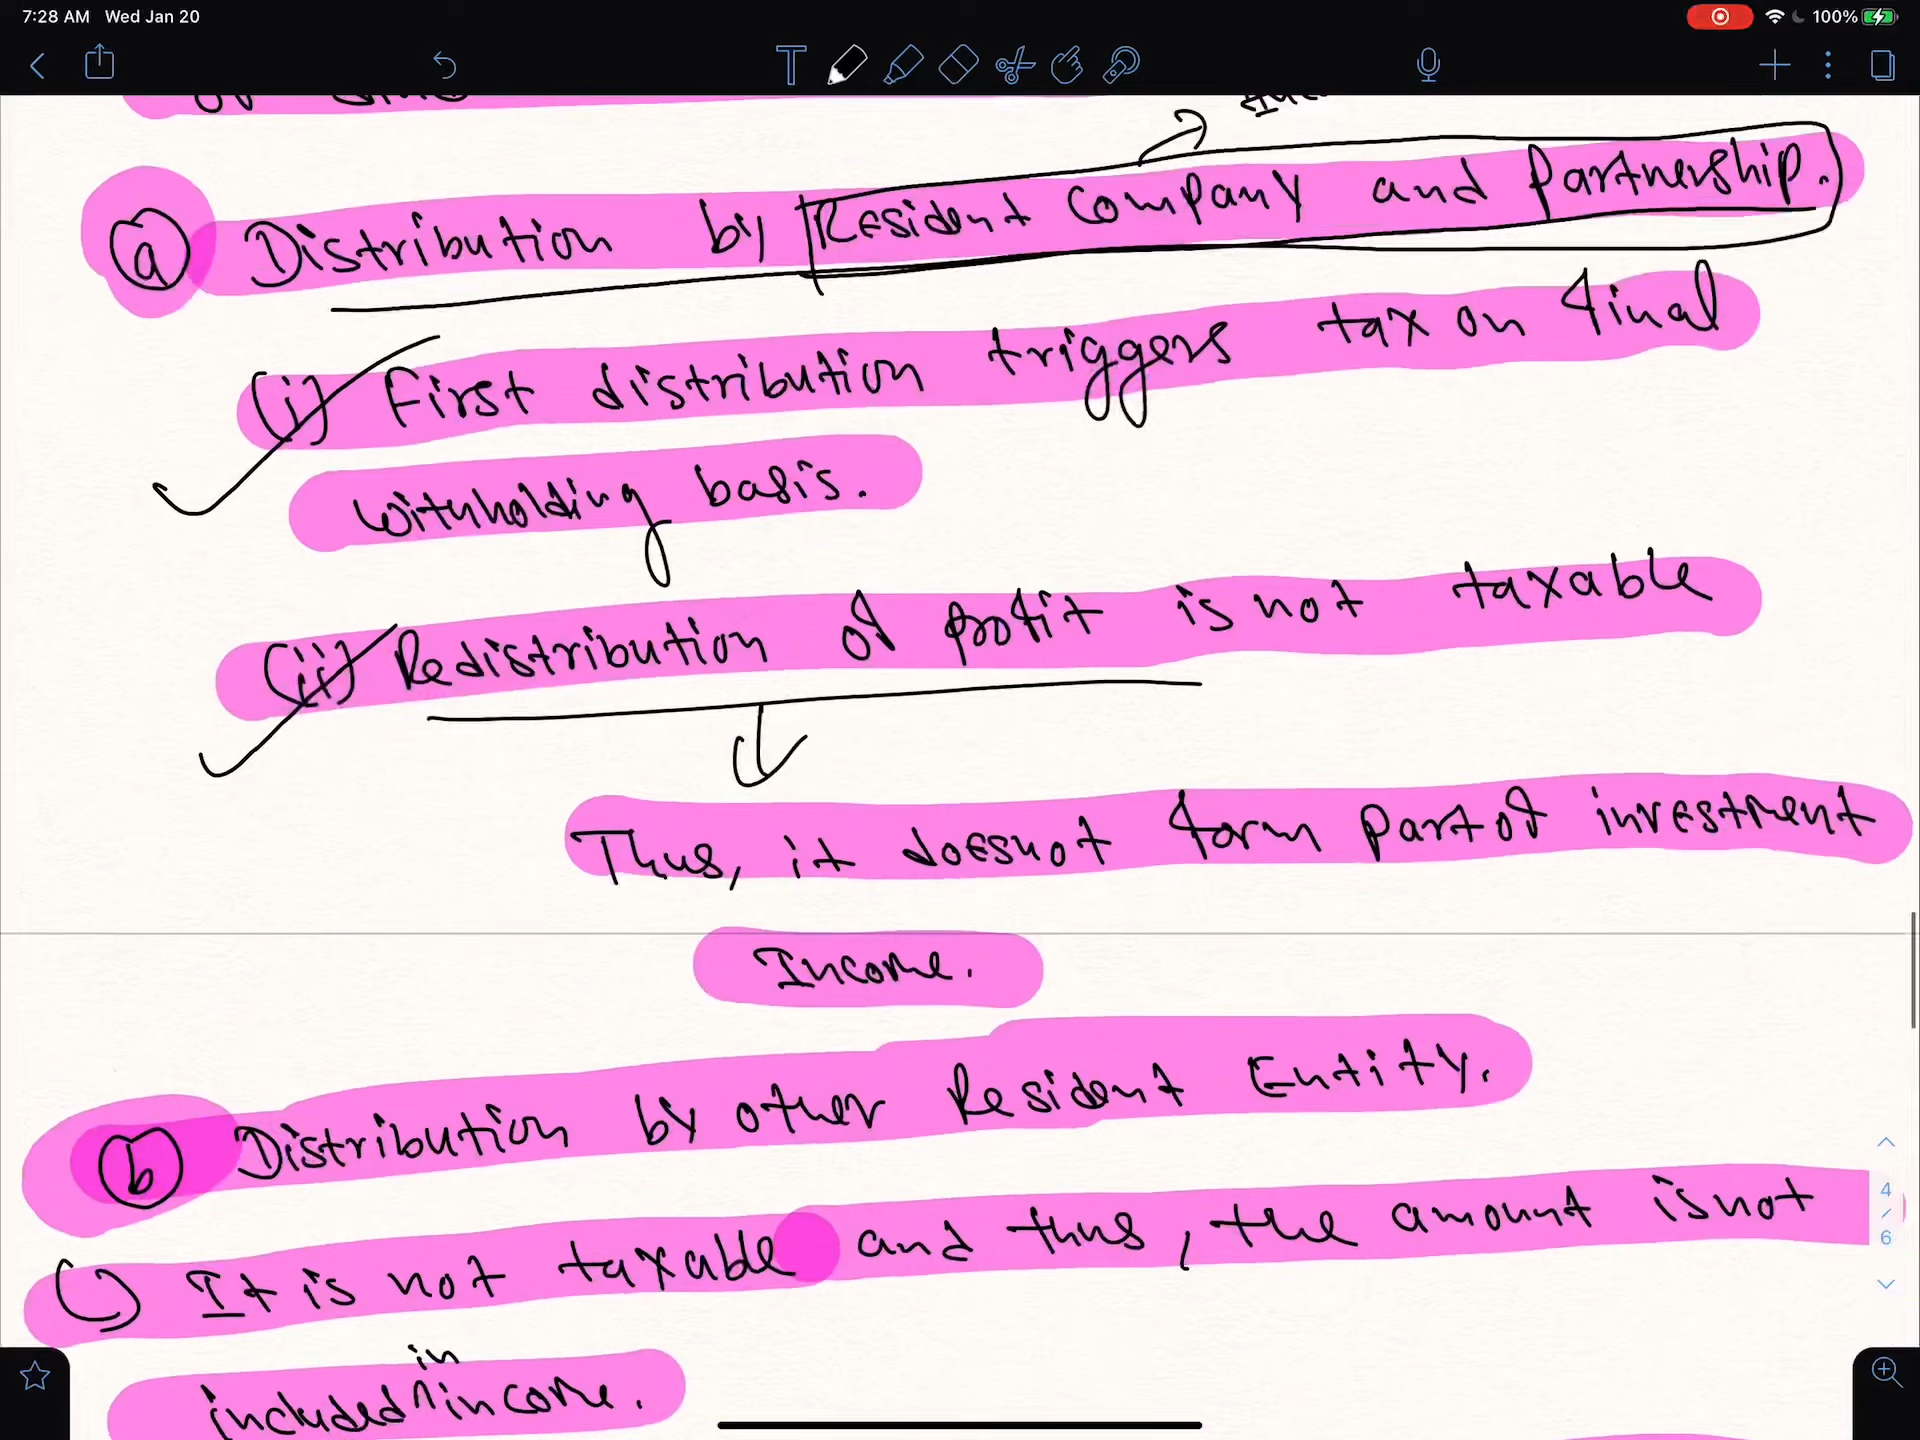 7:28 AM Wed Jan 20
100%
(a) Distribution by Resident Company and Partnership.
(i) First distribution triggers tax on final
withholding basis.
(ii) Redistribution of profit is not taxable
Thus, it doesnot form part of investment
Income.
(b) Distribution by other Resident Entity.
( ) It is not taxable and thus, the amount is not
in
included ^ income.
4
/
6